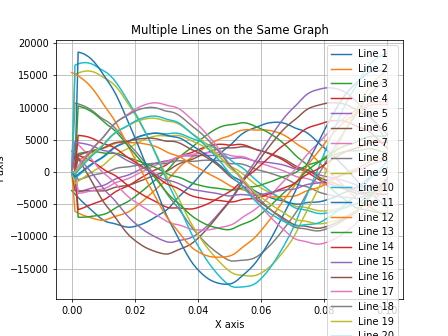 Multiple Lines on the Same Graph
20000
15000
10000
5000
0
−5000
−10000
−15000
0.00
0.02
0.04
0.06
X axis
Line 1
Line 2
Line 3
Line 4
Line 5
Line 6
Line 7
Line 8
Line 9
Line 10
Line 11
Line 12
Line 13
Line 14
Line 15
Line 16
Line 17
Line 18
Line 19